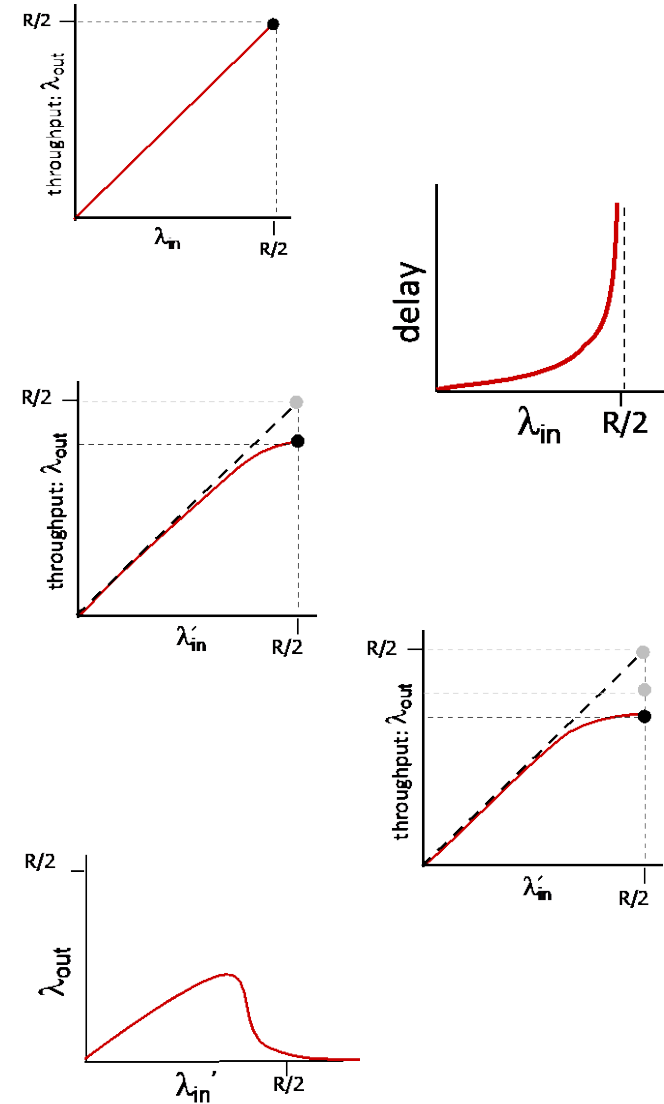 R/2
throughput: λout
λin
R/2
delay
λin
R/2
R/2
throughput: λout
λ′in
R/2
R/2
throughput: λout
λ′in
R/2
R/2
λout
λin′
R/2